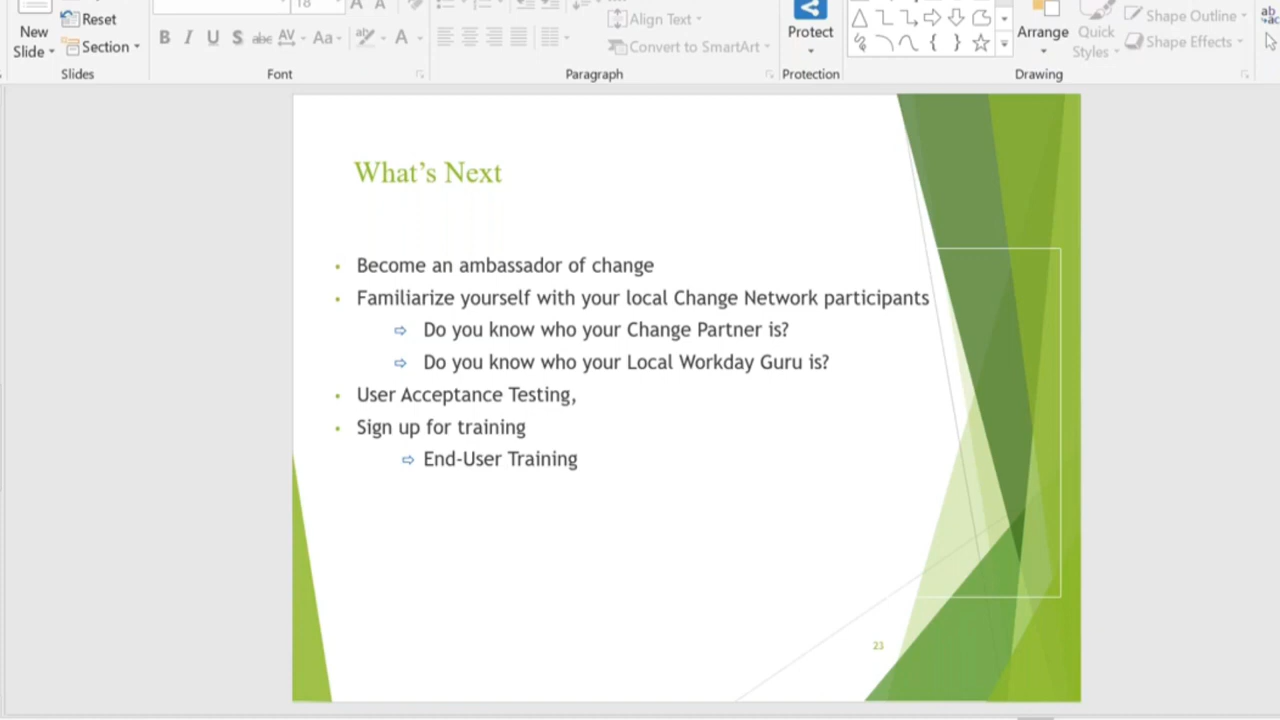 Reset
New
Slide
Section
Slides
18
B I U S abc AV Aa A
Font
Align Text
Convert to SmartArt
Paragraph
Protect
Protection
Arrange
Quick
Styles
Shape Outline
Shape Effects
Drawing
ab
What's Next
• Become an ambassador of change
• Familiarize yourself with your local Change Network participants
⇨ Do you know who your Change Partner is?
⇨ Do you know who your Local Workday Guru is?
• User Acceptance Testing,
• Sign up for training
⇨ End-User Training
23